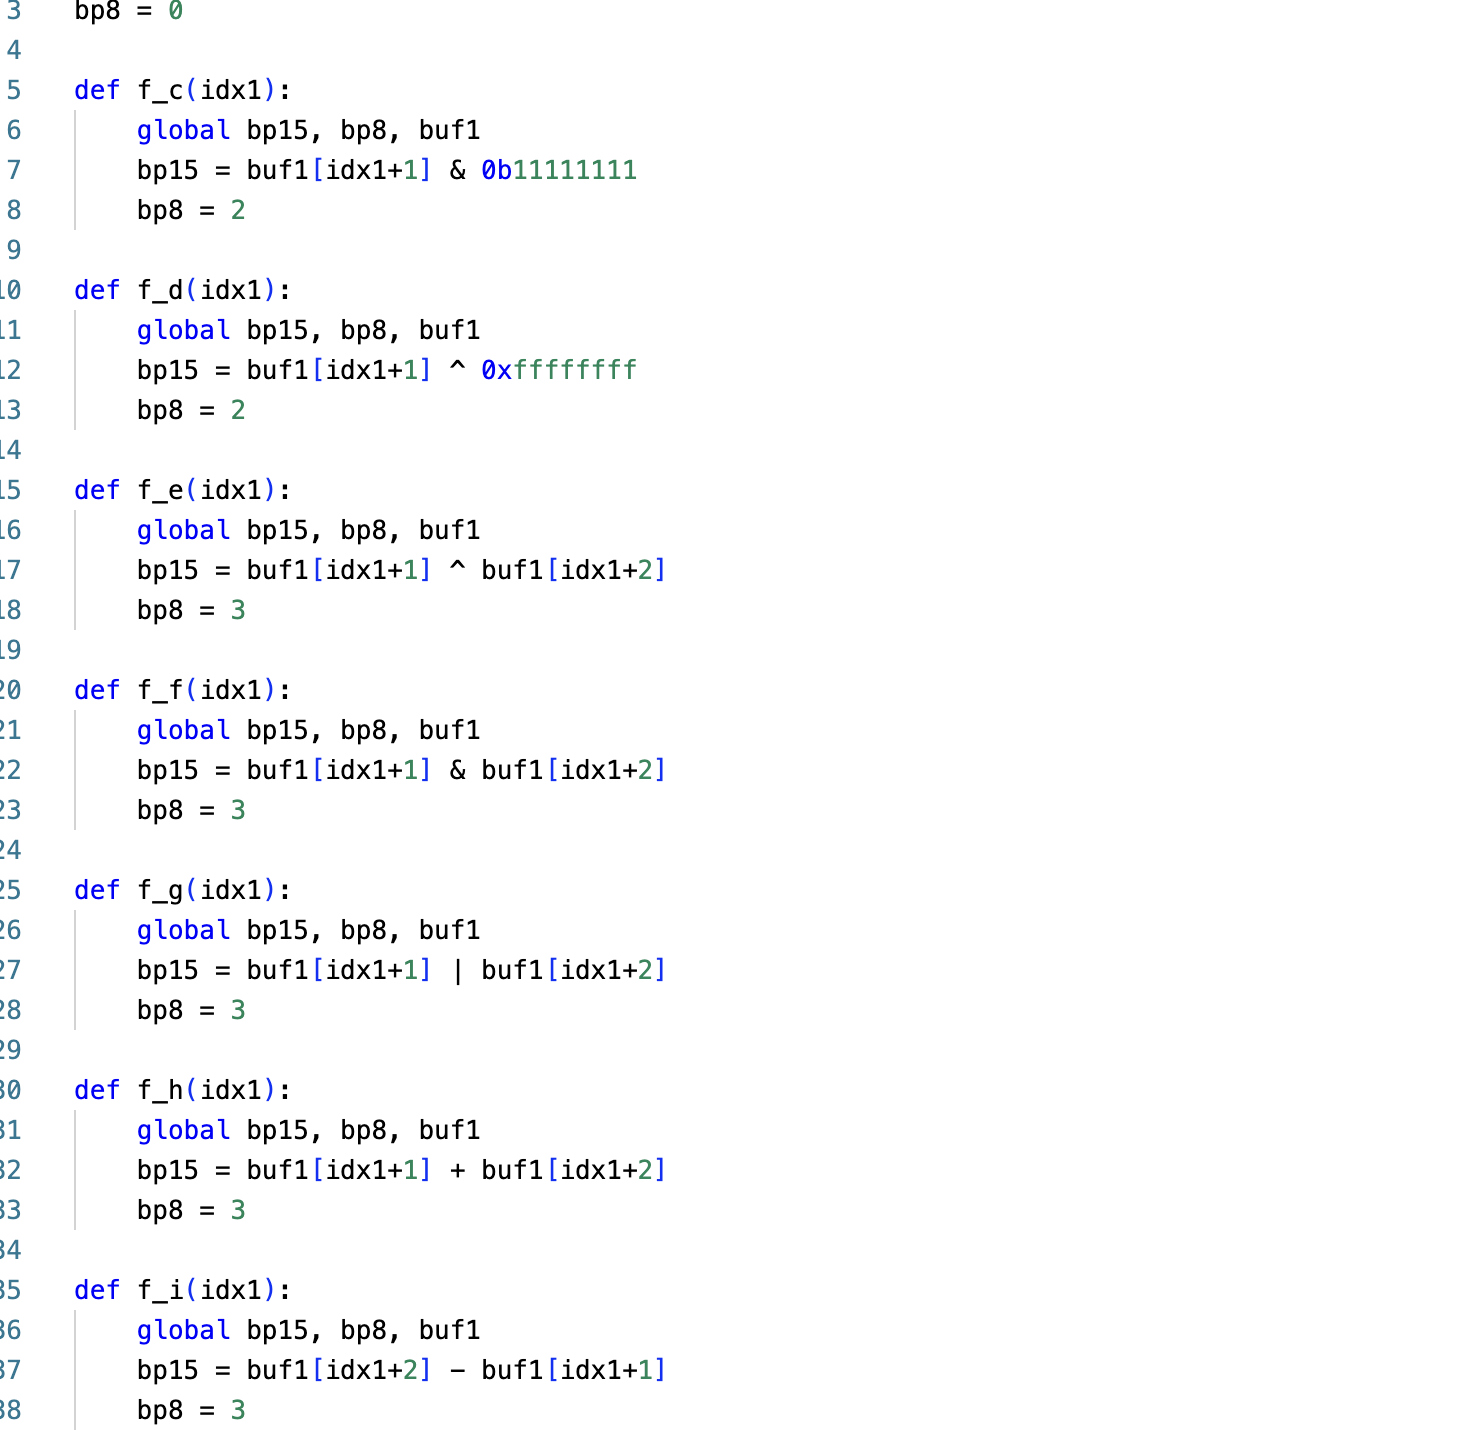 3 bp8 = 0
4
5 def f_c(idx1):
6 global bp15, bp8, buf1
7 bp15 = buf1[idx1+1] & 0b11111111
8 bp8 = 2
9
10 def f_d(idx1):
11 global bp15, bp8, buf1
12 bp15 = buf1[idx1+1] ^ 0xffffffff
13 bp8 = 2
14
15 def f_e(idx1):
16 global bp15, bp8, buf1
17 bp15 = buf1[idx1+1] ^ buf1[idx1+2]
18 bp8 = 3
19
20 def f_f(idx1):
21 global bp15, bp8, buf1
22 bp15 = buf1[idx1+1] & buf1[idx1+2]
23 bp8 = 3
24
25 def f_g(idx1):
26 global bp15, bp8, buf1
27 bp15 = buf1[idx1+1] | buf1[idx1+2]
28 bp8 = 3
29
30 def f_h(idx1):
31 global bp15, bp8, buf1
32 bp15 = buf1[idx1+1] + buf1[idx1+2]
33 bp8 = 3
34
35 def f_i(idx1):
36 global bp15, bp8, buf1
37 bp15 = buf1[idx1+2] - buf1[idx1+1]
38 bp8 = 3